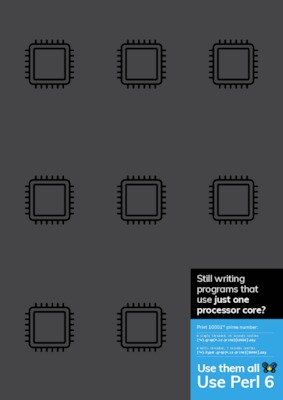 Still writing
programs that
use just one
processor core?
Print 10001st prime number:
Use them all
Use Perl 6